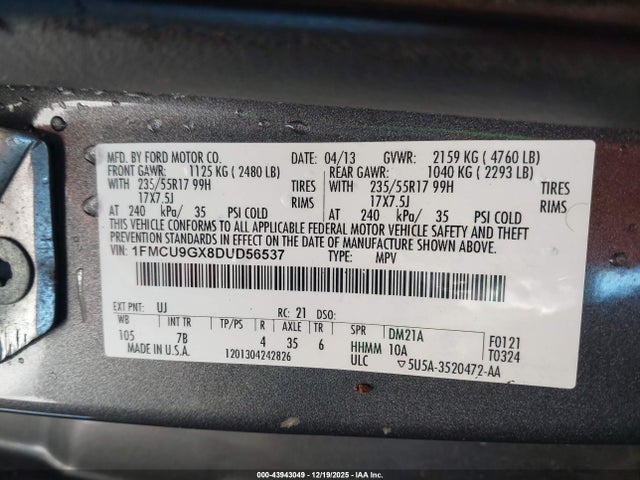 MFD. BY FORD MOTOR CO. DATE: 04/13 GVWR: 2159 KG ( 4760 LB)
FRONT GAWR: 1125 KG ( 2480 LB) REAR GAWR: 1040 KG ( 2293 LB)
WITH 235/55R17 99H TIRES WITH 235/55R17 99H TIRES
17X7.5J RIMS 17X7.5J RIMS
AT 240 kPa/ 35 PSI COLD AT 240 kPa/ 35 PSI COLD
THIS VEHICLE CONFORMS TO ALL APPLICABLE FEDERAL MOTOR VEHICLE SAFETY AND THEFT
PREVENTION STANDARDS IN EFFECT ON THE DATE OF MANUFACTURE SHOWN ABOVE.
VIN: 1FMCU9GX8DUD56537 TYPE: MPV
EXT PNT: UJ RC: 21 DSO:
WB INT TR TP/PS R AXLE TR SPR DM21A F0121
105 7B 4 35 6 HHMM 10A T0324
MADE IN U.S.A. 1201304242826 ULC ▽5U5A-3520472-AA
000-43943049 - 12/19/2025 - IAA Inc.